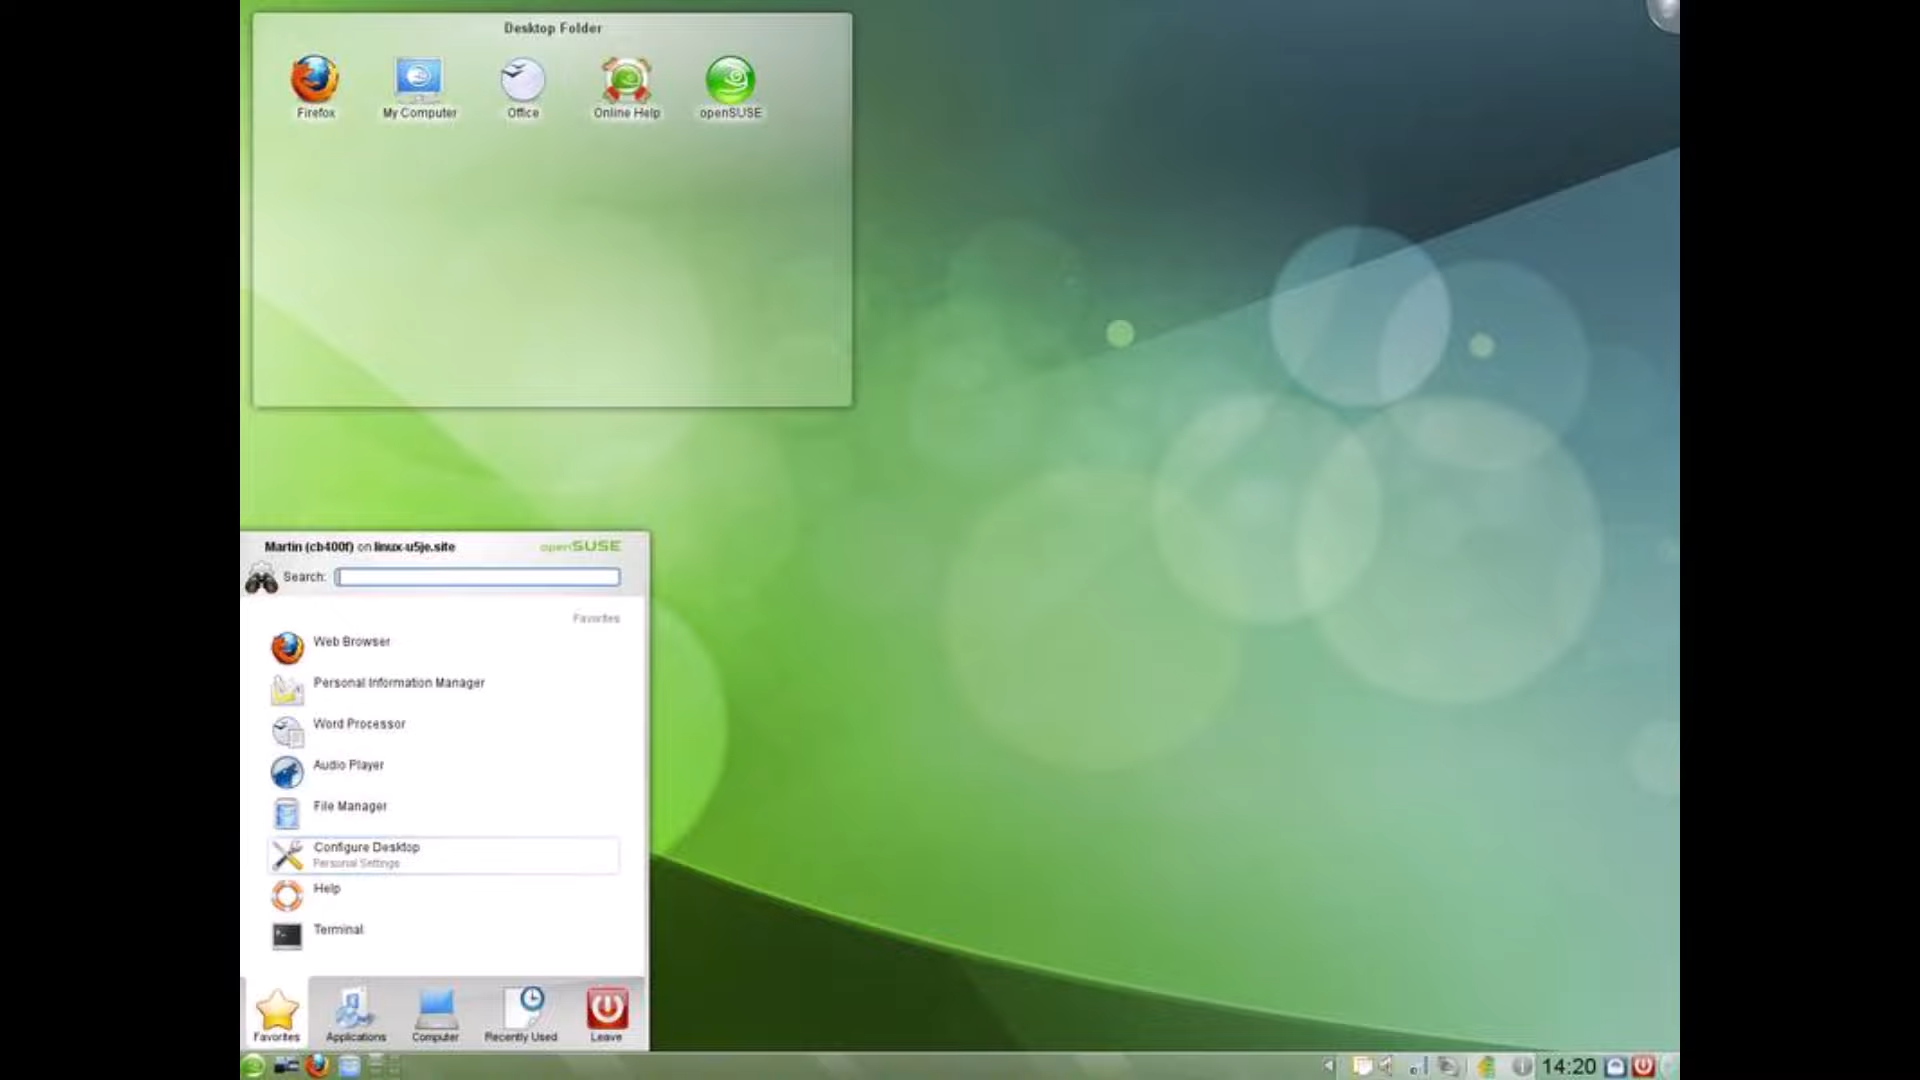 Desktop Folder
Firefox
My Computer
Office
Online Help
openSUSE
Martin (cb400f) on linux-u5je.site
openSUSE
Search:
Favorites
Web Browser
Personal Information Manager
Word Processor
Audio Player
File Manager
Configure Desktop
Personal Settings
Help
Terminal
Favorites
Applications
Computer
Recently Used
Leave
14:20